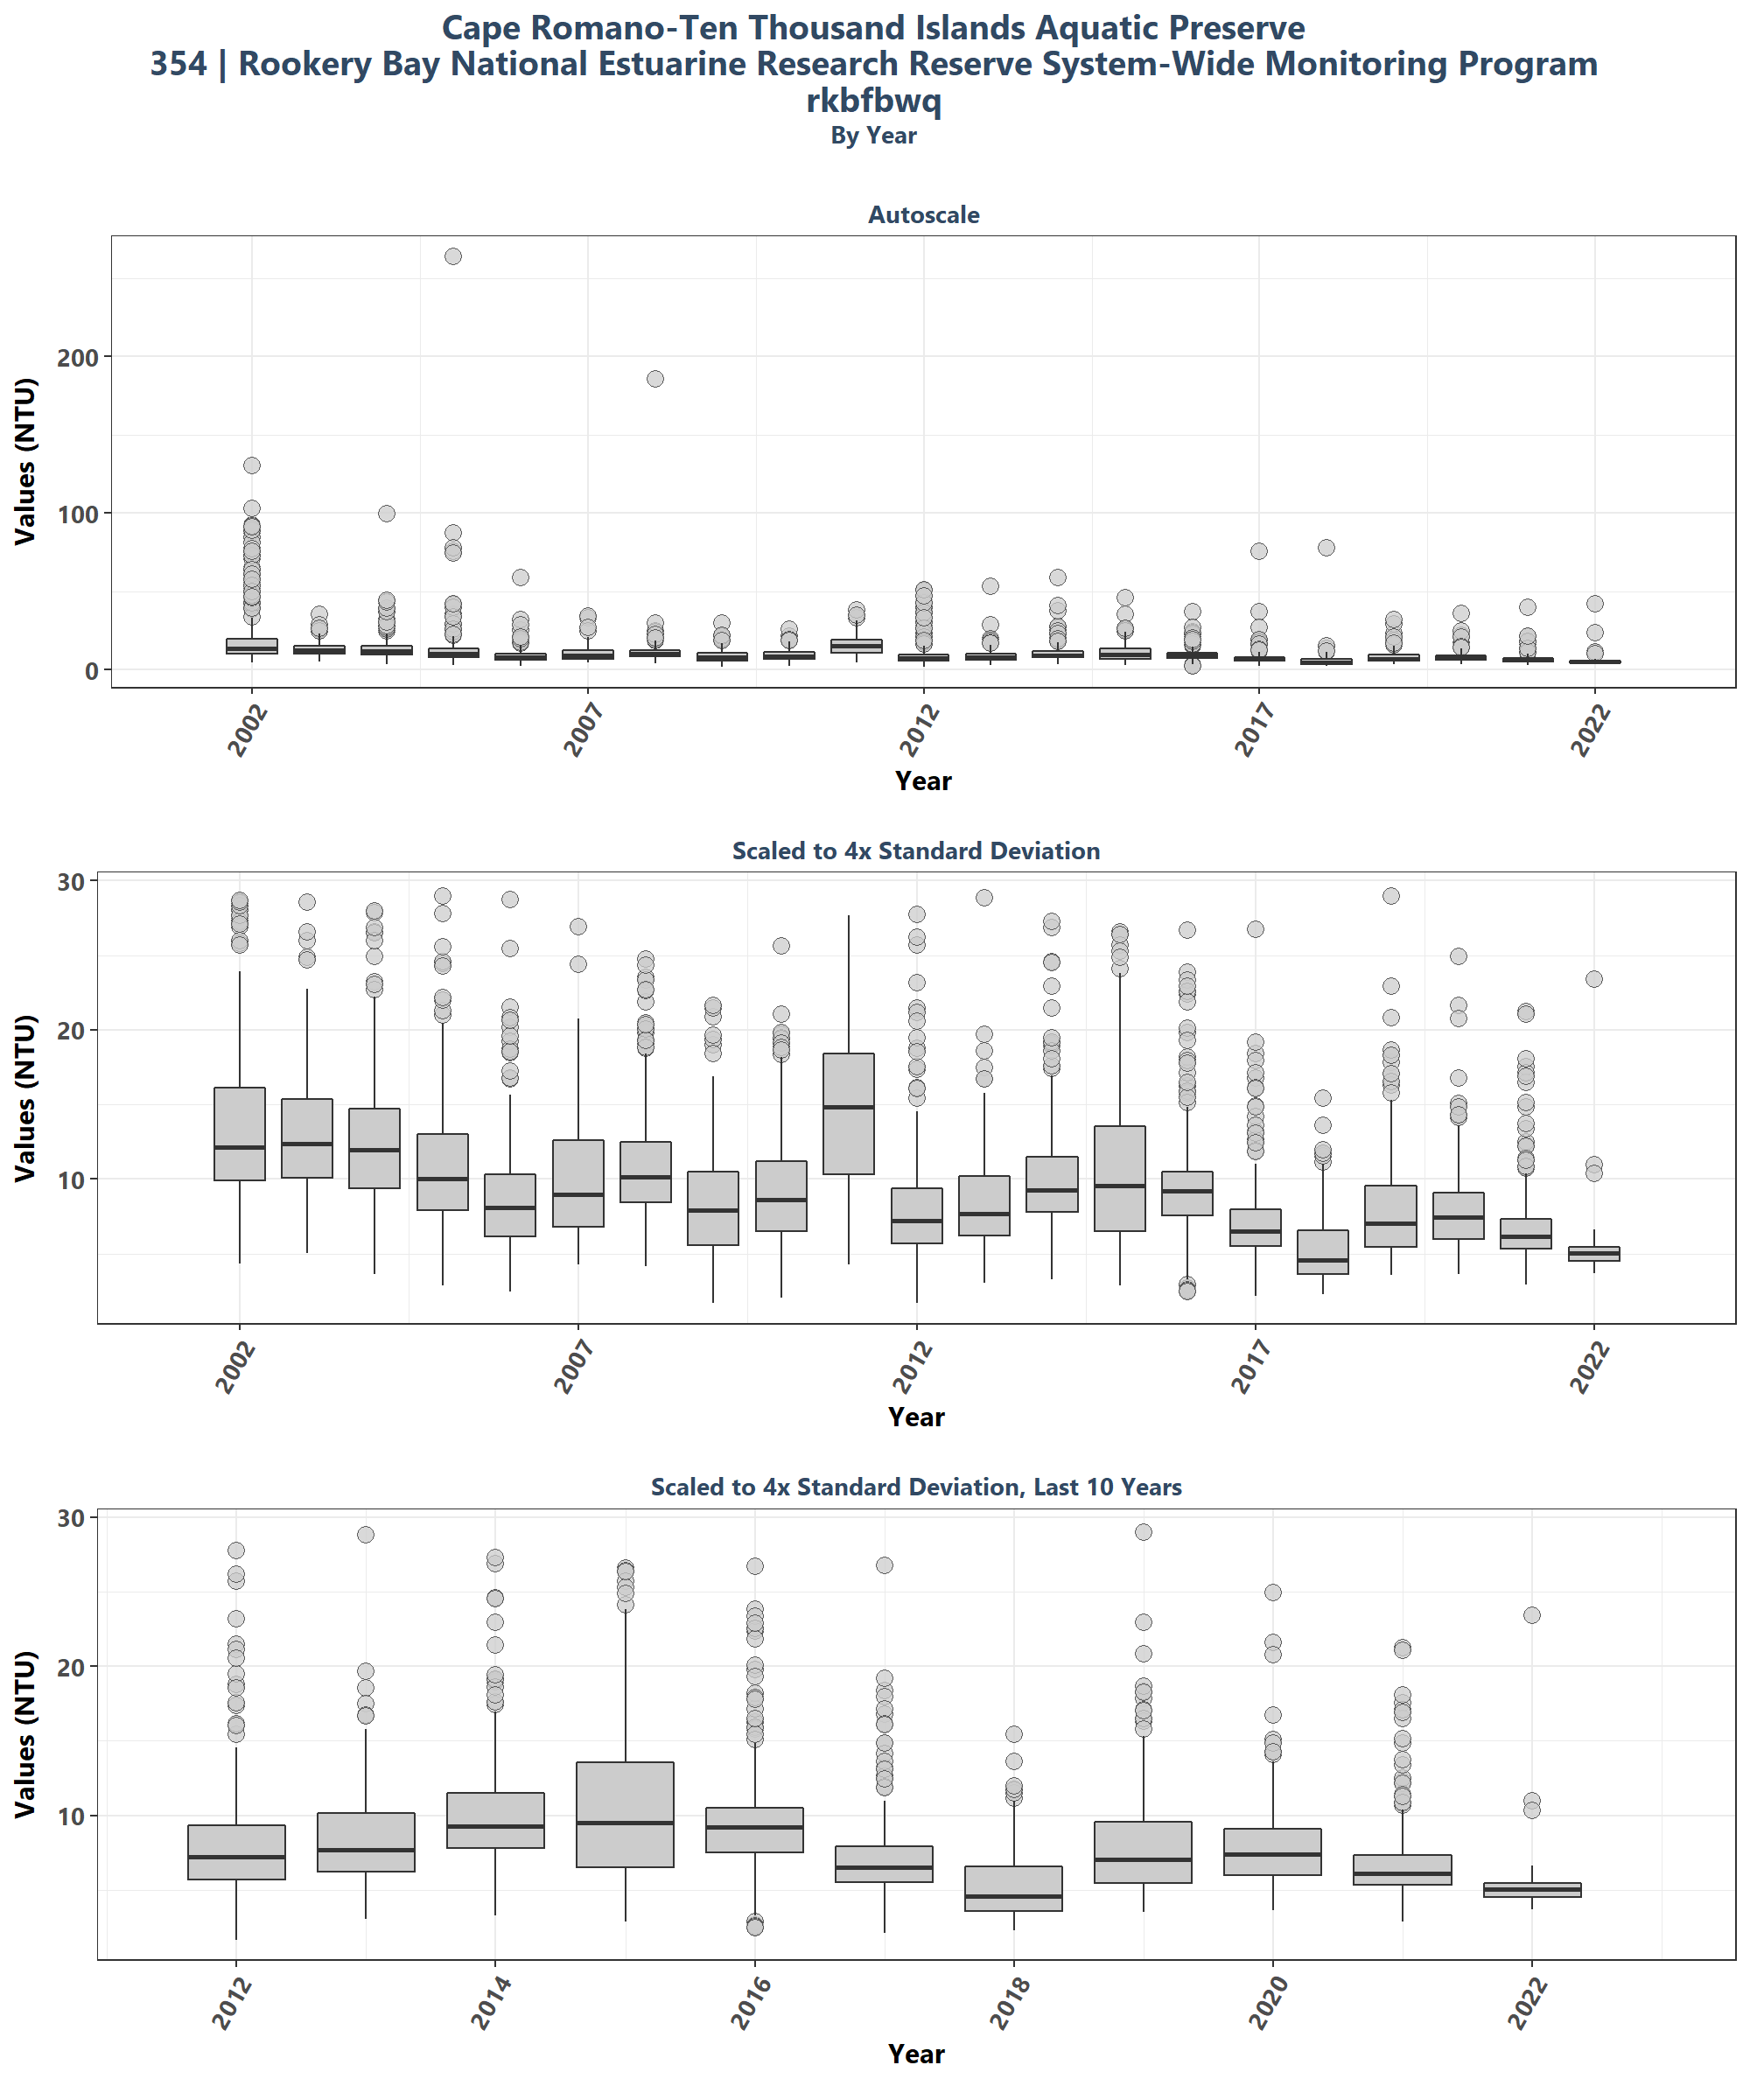 Cape Romano-Ten Thousand Islands Aquatic Preserve
354 | Rookery Bay National Estuarine Research Reserve System-Wide Monitoring Program
rkbfbwq
By Year
Autoscale
Values (NTU)
200
100
0
2002 2007 2012 2017 2022
Year
Scaled to 4x Standard Deviation
Values (NTU)
30
20
10
2002 2007 2012 2017 2022
Year
Scaled to 4x Standard Deviation, Last 10 Years
Values (NTU)
30
20
10
2012 2014 2016 2018 2020 2022
Year